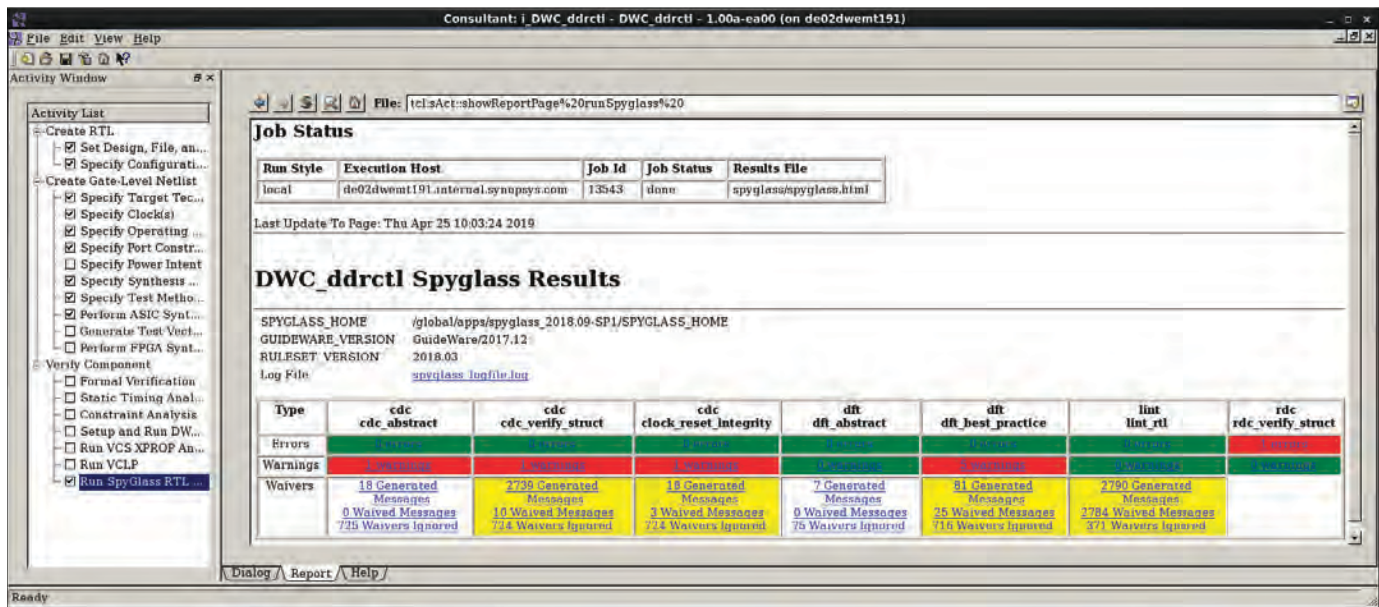 Consultant: i_DWC_ddrctl - DWC_ddrctl - 1.00a-ea00 (on de02dwemt191)
File Edit View Help
Activity Window
Activity List
Create RTL
Set Design, File, an...
Specify Configurati...
Create Gate-Level Netlist
Specify Target Tec...
Specify Clock(s)
Specify Operating ...
Specify Port Constr...
Specify Power Intent
Specify Synthesis ...
Specify Test Metho...
Perform ASIC Synt...
Generate Test Vect...
Perform FPGA Synt...
Verify Component
Formal Verification
Static Timing Anal...
Constraint Analysis
Setup and Run DW...
Run VCS XPROP An...
Run VCLP
Run SpyGlass RTL ...
File: tcl:sAct::showReportPage%20runSpyglass%20
Job Status
Run Style Execution Host Job Id Job Status Results File
local de02dwemt191.internal.synopsys.com 13543 done spyglass/spyglass.html
Last Update To Page: Thu Apr 25 10:03:24 2019
DWC_ddrctl Spyglass Results
SPYGLASS_HOME /global/apps/spyglass_2018.09-SP1/SPYGLASS_HOME
GUIDEWARE_VERSION GuideWare/2017.12
RULESET_VERSION 2018.03
Log File spyglass_logfile.log
Type cdc cdc cdc dft dft lint rdc
cdc_abstract cdc_verify_struct clock_reset_integrity dft_abstract dft_best_practice lint_rtl rdc_verify_struct
Errors
Warnings
Waivers 18 Generated 2739 Generated 18 Generated 7 Generated 81 Generated 2790 Generated
Messages Messages Messages Messages Messages Messages
0 Waived Messages 10 Waived Messages 3 Waived Messages 0 Waived Messages 25 Waived Messages 2784 Waived Messages
725 Waivers Ignored 724 Waivers Ignored 724 Waivers Ignored 75 Waivers Ignored 716 Waivers Ignored 371 Waivers Ignored
Dialog Report Help
Ready